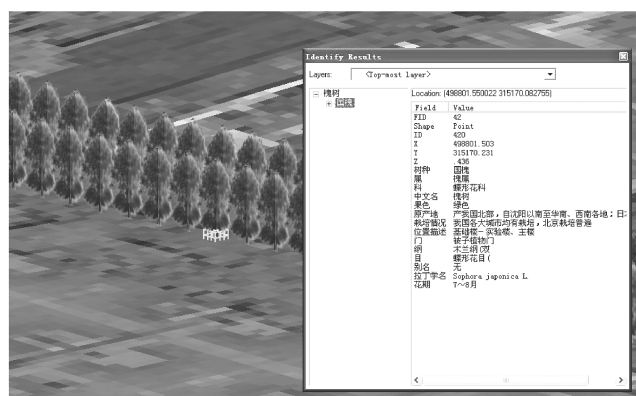 Identify Results
Layers: <Top-most layer>
槐树
国槐
Location: (498801.550022 315170.082755)
Field Value
FID 42
Shape Point
ID 420
X 498801.503
Y 315170.231
Z .436
树种 国槐
属 槐属
科 蝶形花科
中文名 槐树
果色 绿色
原产地 产我国北部，自沈阳以南至华南、西南各地；日
栽培情况 我国各大城市均有栽培，北京栽培普遍
位置描述 基础楼－实验楼、主楼
门 被子植物门
纲 木兰纲(双
目 蝶形花目(
别名 无
拉丁学名 Sophora japonica L.
花期 7～8月